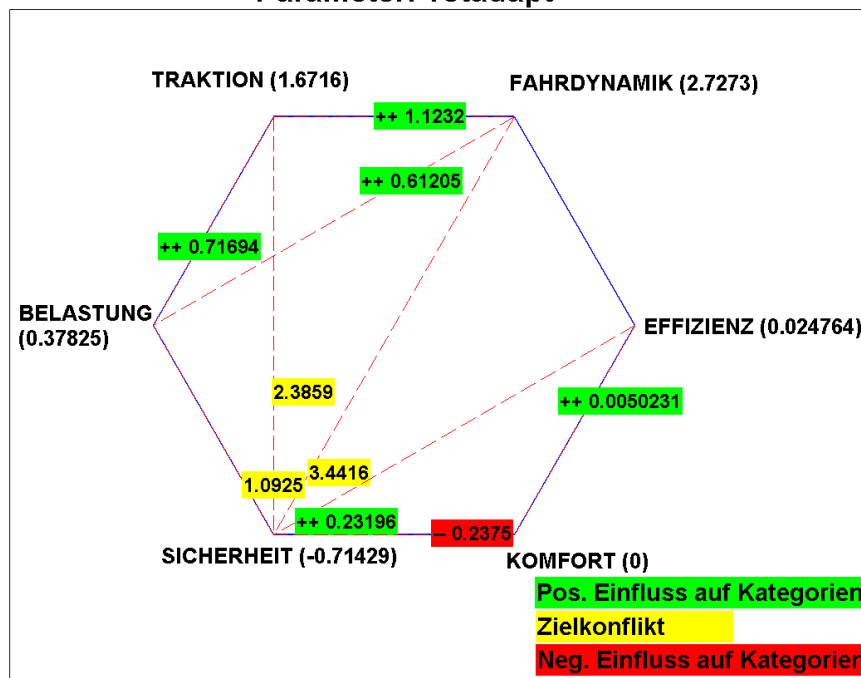 TRAKTION (1.6716)
FAHRDYNAMIK (2.7273)
++ 1.1232
++ 0.61205
++ 0.71694
BELASTUNG
(0.37825)
EFFIZIENZ (0.024764)
2.3859
++ 0.0050231
3.4416
1.0925
++ 0.23196
-- 0.2375
SICHERHEIT (-0.71429)
KOMFORT (0)
Pos. Einfluss auf Kategorien
Zielkonflikt
Neg. Einfluss auf Kategorien